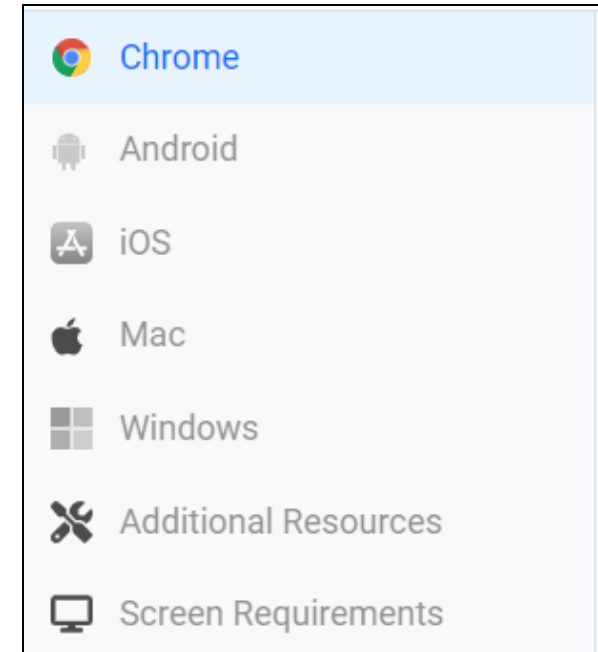 Chrome
Android
iOS
Mac
Windows
Additional Resources
Screen Requirements